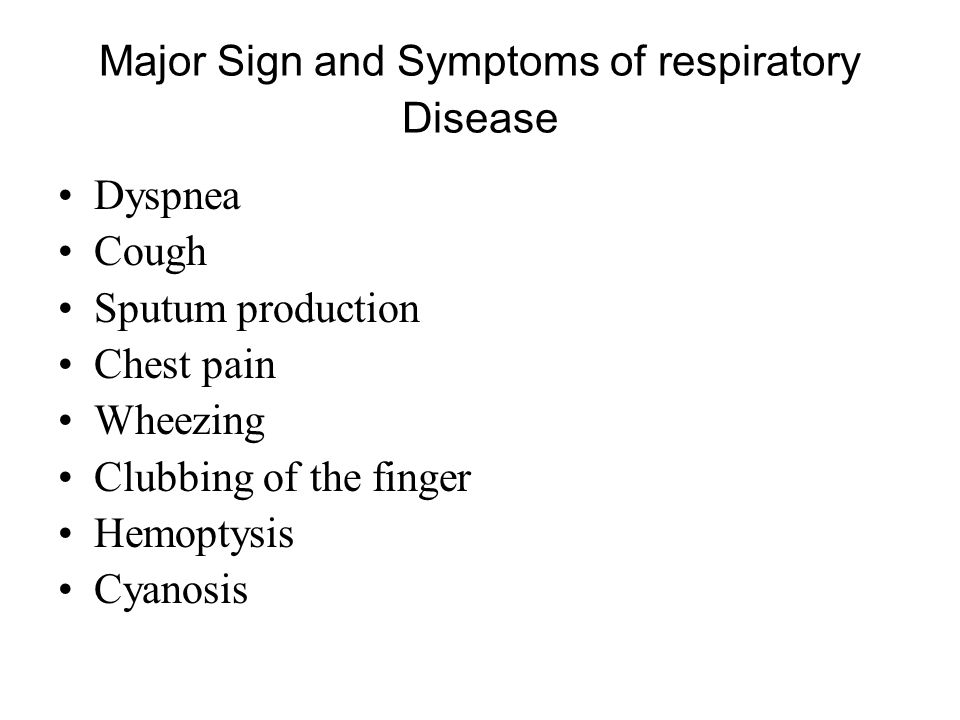 Major Sign and Symptoms of respiratory
Disease
• Dyspnea
• Cough
• Sputum production
• Chest pain
• Wheezing
• Clubbing of the finger
• Hemoptysis
• Cyanosis